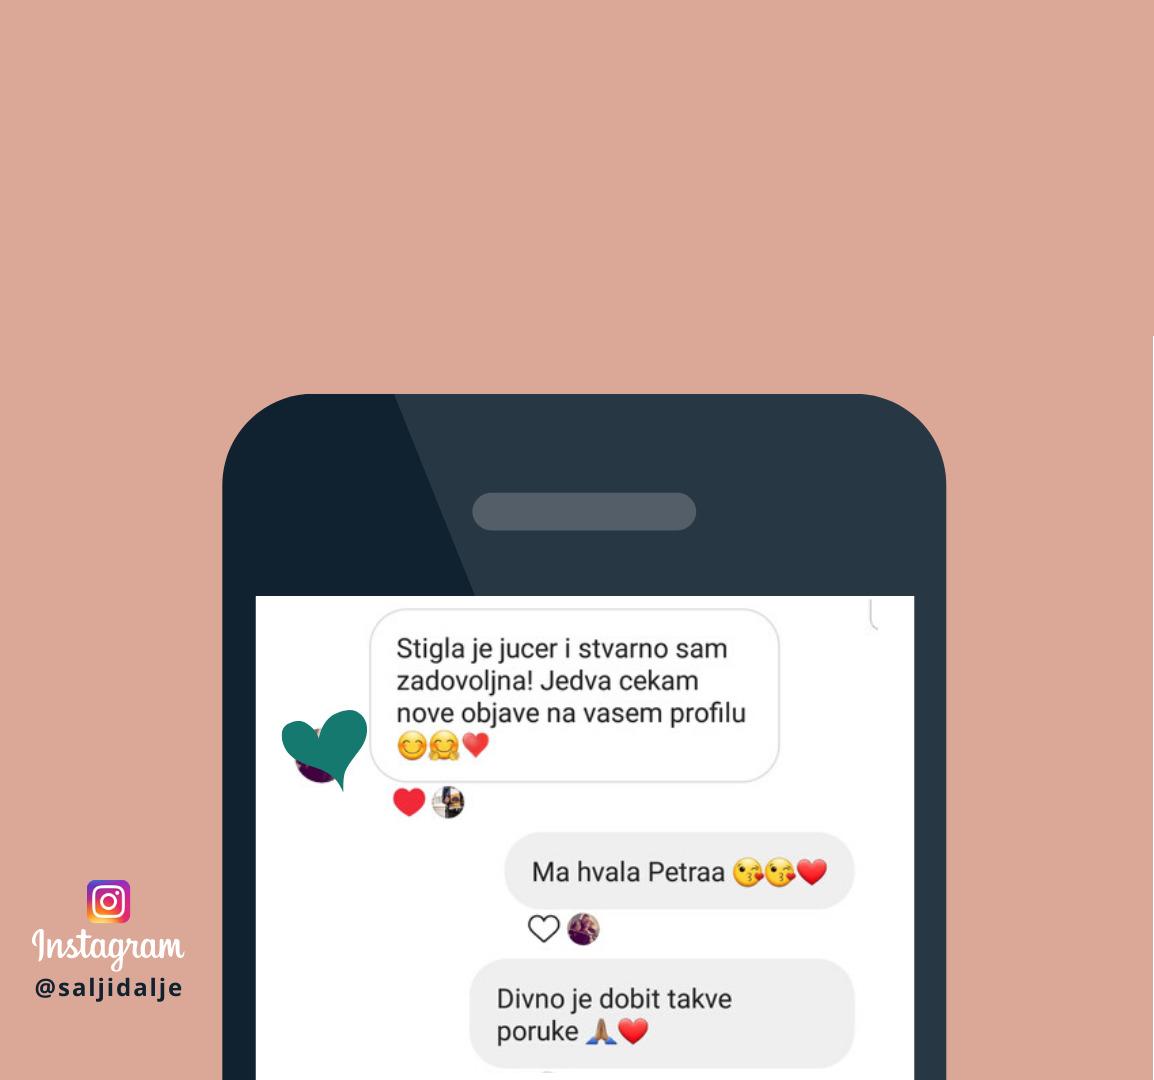 Stigla je jucer i stvarno sam
zadovoljna! Jedva cekam
nove objave na vasem profilu
😊🤗♥️
Ma hvala Petraa 😘😘❤️
Divno je dobit takve
poruke 🙏🏽❤️
Instagram
@saljidalje